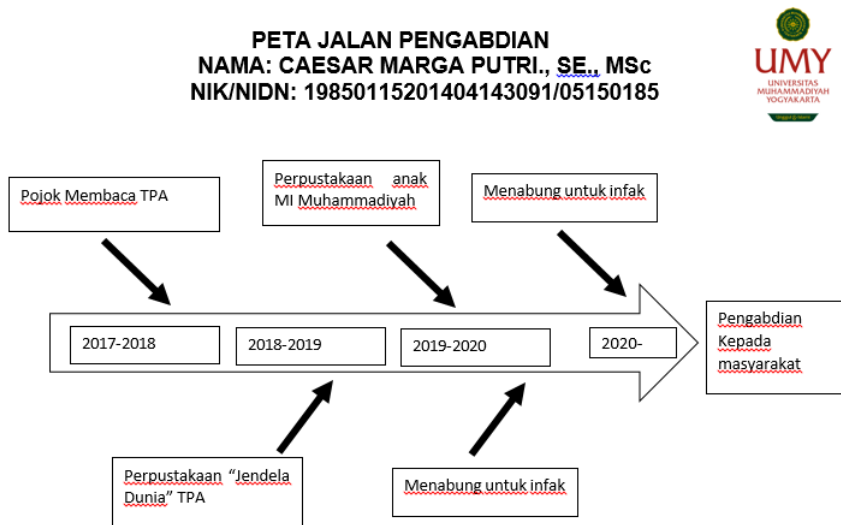 PETA JALAN PENGABDIAN
NAMA: CAESAR MARGA PUTRI., SE., MSc
NIK/NIDN: 19850115201404143091/05150185
UMY
UNIVERSITAS
MUHAMMADIYAH
YOGYAKARTA
Pojok Membaca TPA
Perpustakaan anak
MI Muhammadiyah
Menabung untuk infak
2017-2018
2018-2019
2019-2020
2020-
Pengabdian
Kepada
masyarakat
Perpustakaan “Jendela
Dunia” TPA
Menabung untuk infak